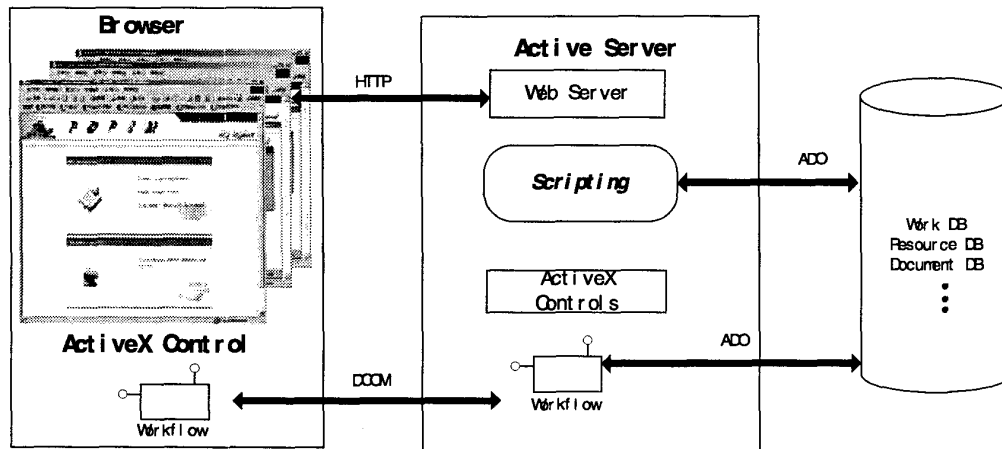 Browser
Active Server
HTTP
Web Server
POPIM
Scripting
ADO
Work DB
Resource DB
Document DB
ActiveX
Controls
ActiveX Control
ADO
DCOM
Workflow
Workflow